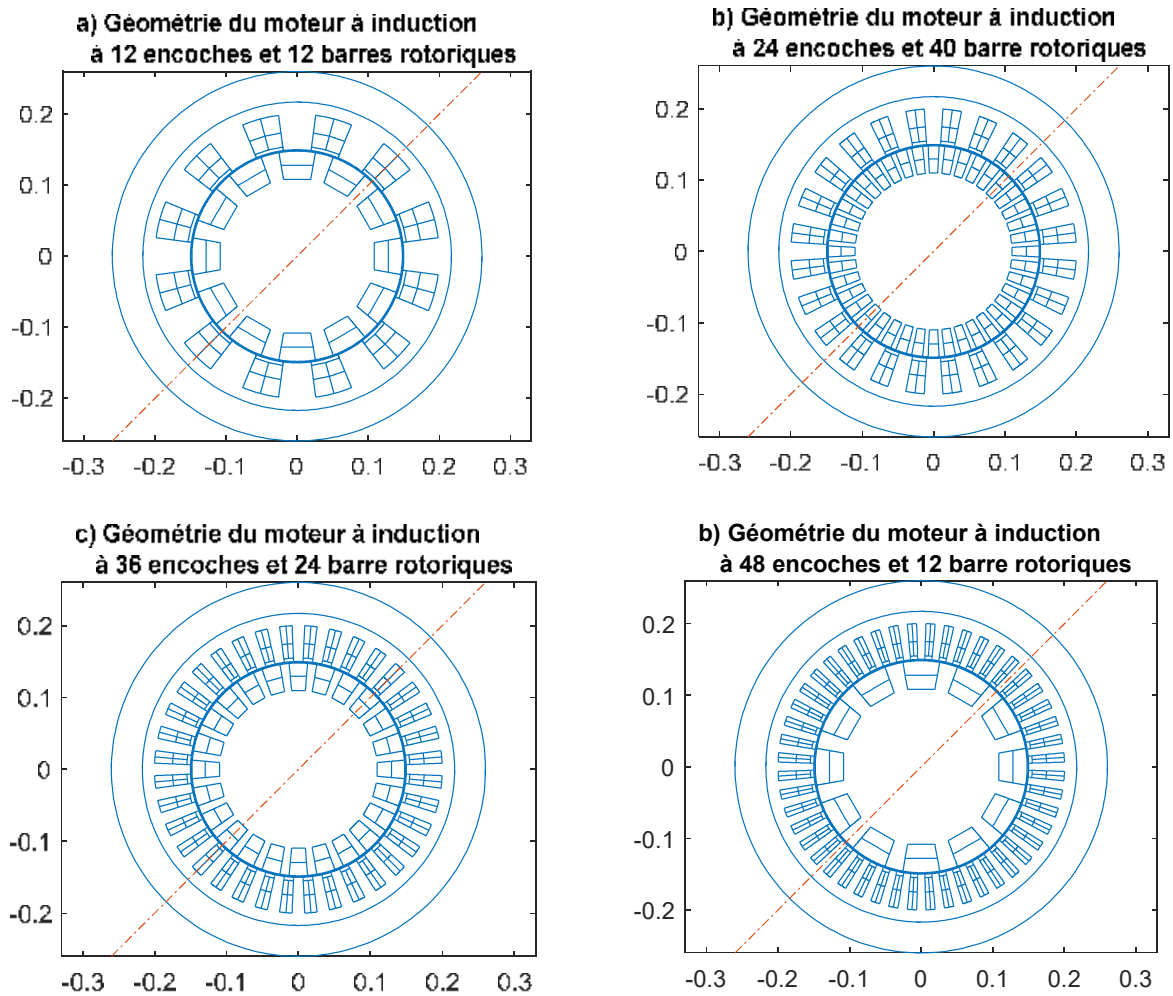 a) Géométrie du moteur à induction
à 12 encoches et 12 barres rotoriques
0.2
0.1
0
-0.1
-0.2
-0.3 -0.2 -0.1 0 0.1 0.2 0.3
b) Géométrie du moteur à induction
à 24 encoches et 40 barre rotoriques
0.2
0.1
0
-0.1
-0.2
-0.3 -0.2 -0.1 0 0.1 0.2 0.3
c) Géométrie du moteur à induction
à 36 encoches et 24 barre rotoriques
0.2
0.1
0
-0.1
-0.2
-0.3 -0.2 -0.1 0 0.1 0.2 0.3
b) Géométrie du moteur à induction
à 48 encoches et 12 barre rotoriques
0.2
0.1
0
-0.1
-0.2
-0.3 -0.2 -0.1 0 0.1 0.2 0.3